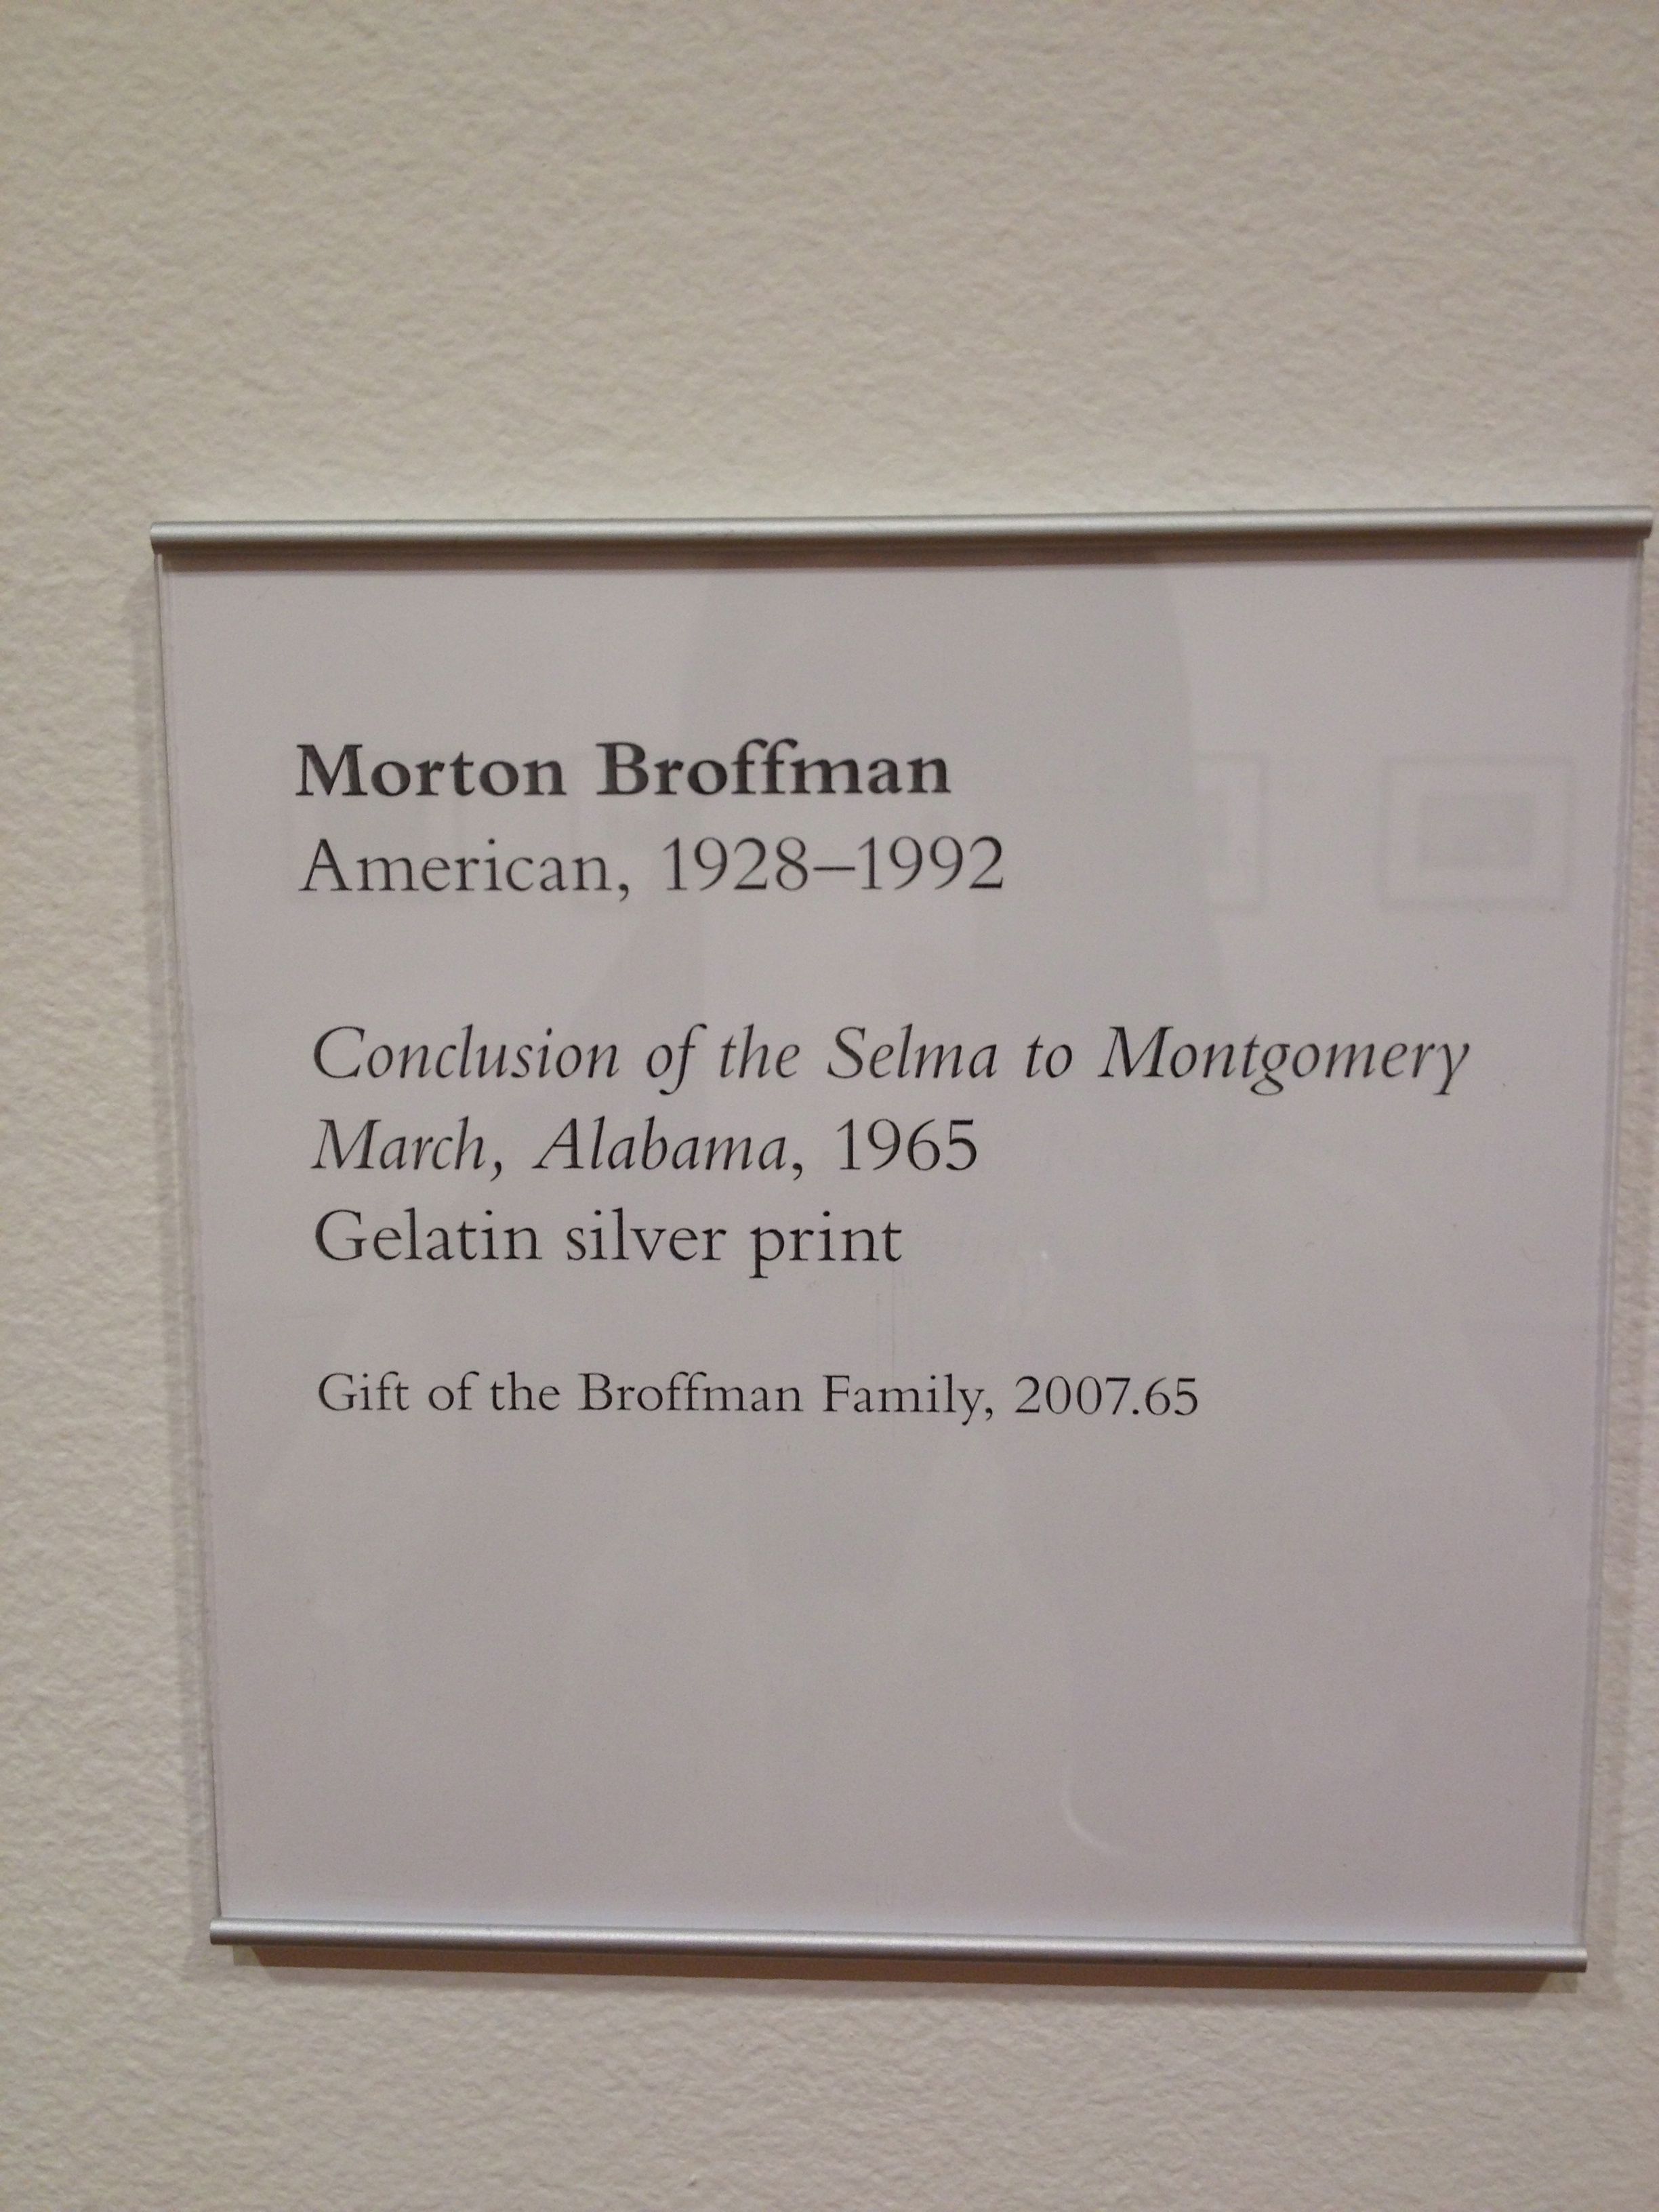 Morton Broffman
American, 1928–1992
Conclusion of the Selma to Montgomery
March, Alabama, 1965
Gelatin silver print
Gift of the Broffman Family, 2007.65